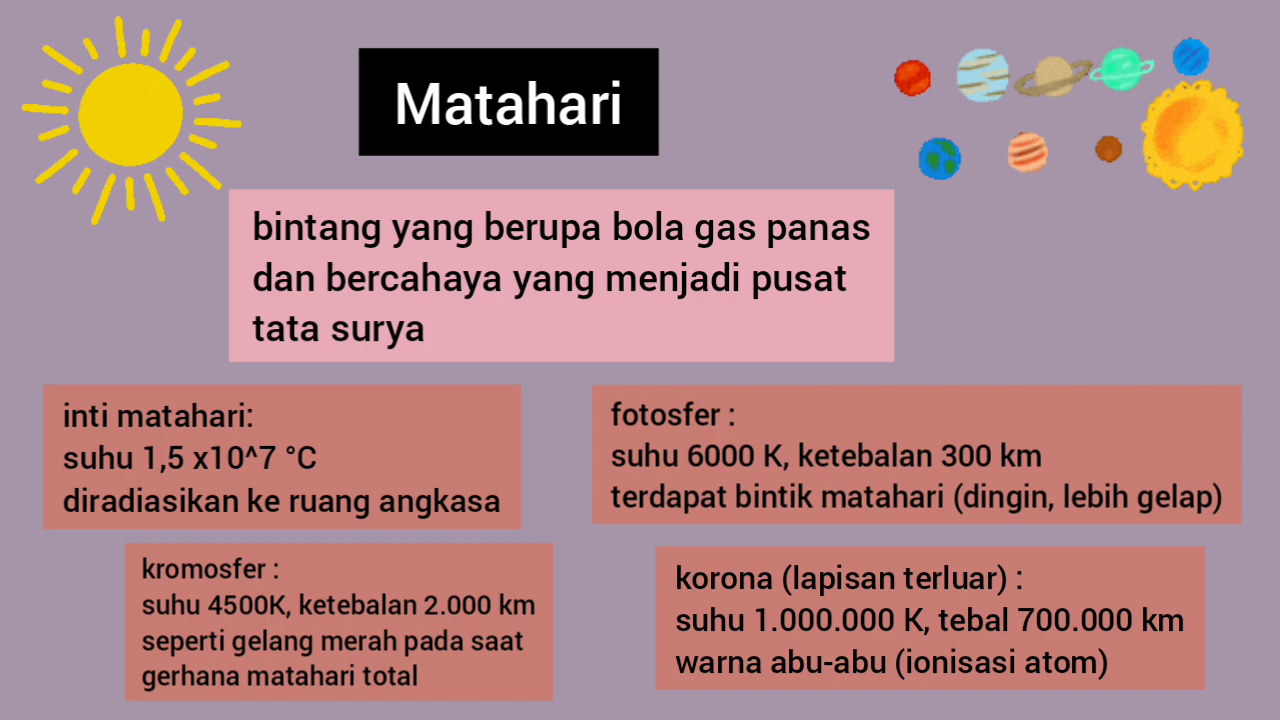 Matahari
bintang yang berupa bola gas panas
dan bercahaya yang menjadi pusat
tata surya
inti matahari:
suhu 1,5 x10^7 °C
diradiasikan ke ruang angkasa
fotosfer :
suhu 6000 K, ketebalan 300 km
terdapat bintik matahari (dingin, lebih gelap)
kromosfer :
suhu 4500K, ketebalan 2.000 km
seperti gelang merah pada saat
gerhana matahari total
korona (lapisan terluar) :
suhu 1.000.000 K, tebal 700.000 km
warna abu-abu (ionisasi atom)